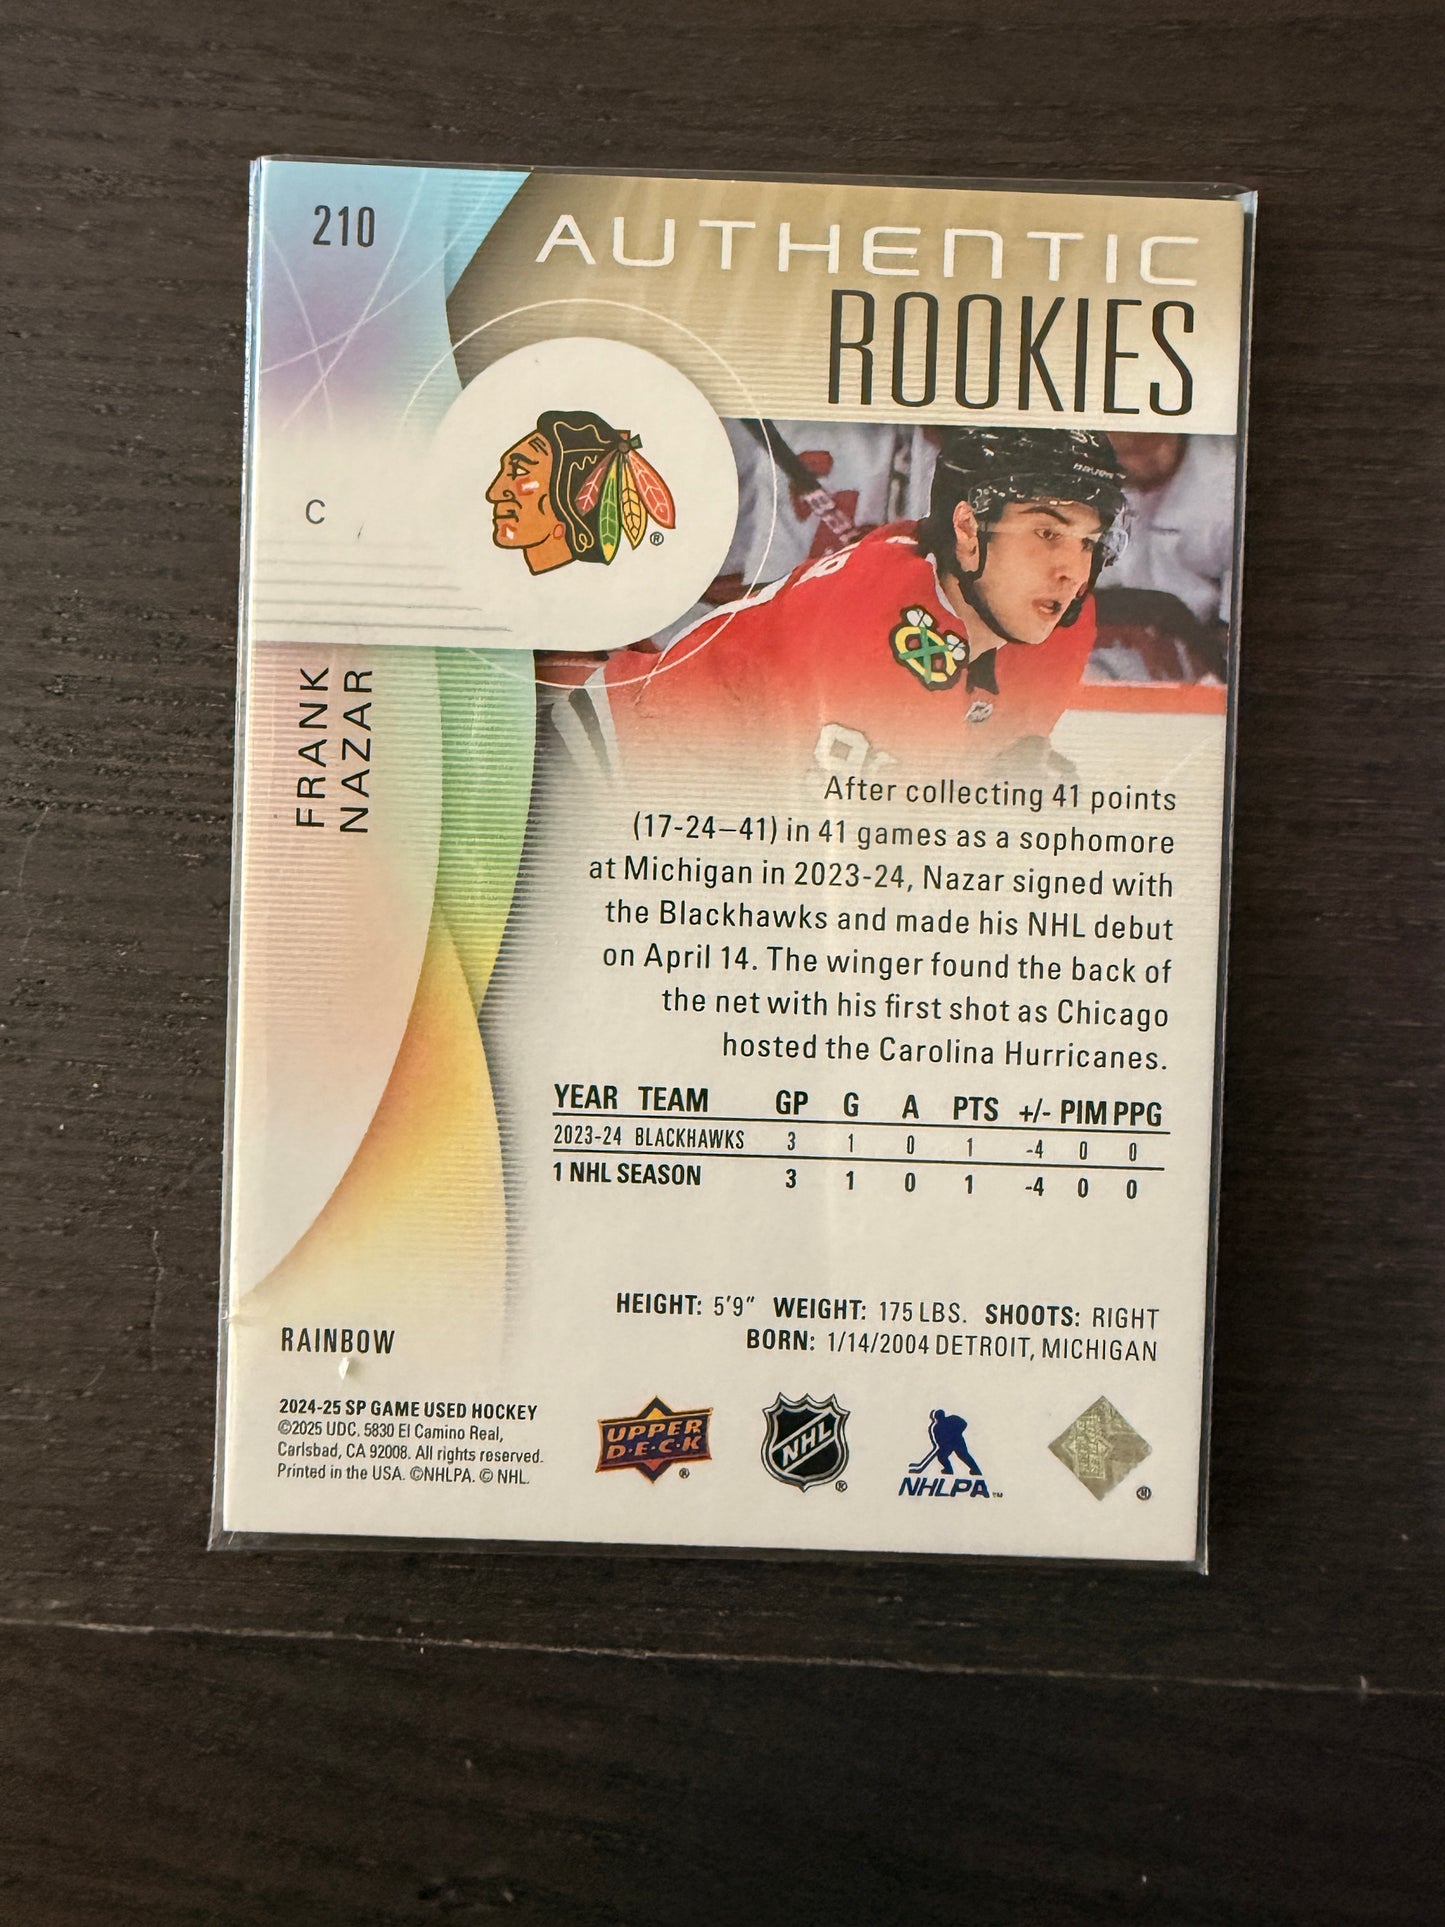 210
AUTHENTIC
ROOKIES
C
®
FRANK
NAZAR
After collecting 41 points
(17-24–41) in 41 games as a sophomore
at Michigan in 2023-24, Nazar signed with
the Blackhawks and made his NHL debut
on April 14. The winger found the back of
the net with his first shot as Chicago
hosted the Carolina Hurricanes.
YEAR TEAM GP G A PTS +/- PIM PPG
2023-24 BLACKHAWKS 3 1 0 1 -4 0 0
1 NHL SEASON 3 1 0 1 -4 0 0
HEIGHT: 5'9" WEIGHT: 175 LBS. SHOOTS: RIGHT
BORN: 1/14/2004 DETROIT, MICHIGAN
RAINBOW
2024-25 SP GAME USED HOCKEY
©2025 UDC. 5830 El Camino Real,
Carlsbad, CA 92008. All rights reserved.
Printed in the USA. ©NHLPA. © NHL.
UPPER
D·E·C·K
®
NHL
®
NHLPA™